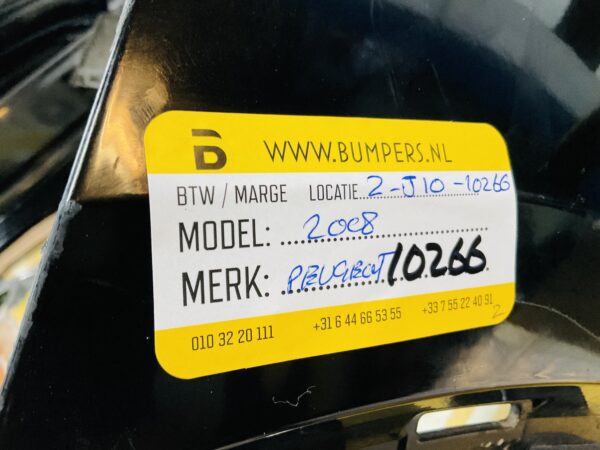 B WWW.BUMPERS.NL
BTW / MARGE LOCATIE 2-J10-10266
MODEL: 2008
MERK: PEUGEOT 10266
010 32 20 111 +31 6 44 66 53 55 +33 7 55 22 40 91 2